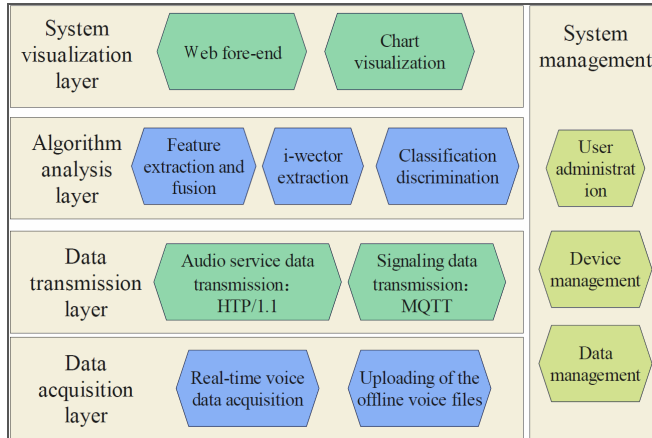 System
visualization
layer
Web fore-end
Chart
visualization
Algorithm
analysis
layer
Feature
extraction and
fusion
i-wector
extraction
Classification
discrimination
Data
transmission
layer
Audio service data
transmission：
HTP/1.1
Signaling data
transmission：
MQTT
Data
acquisition
layer
Real-time voice
data acquisition
Uploading of the
offline voice files
System
management
User
administrat
ion
Device
management
Data
management